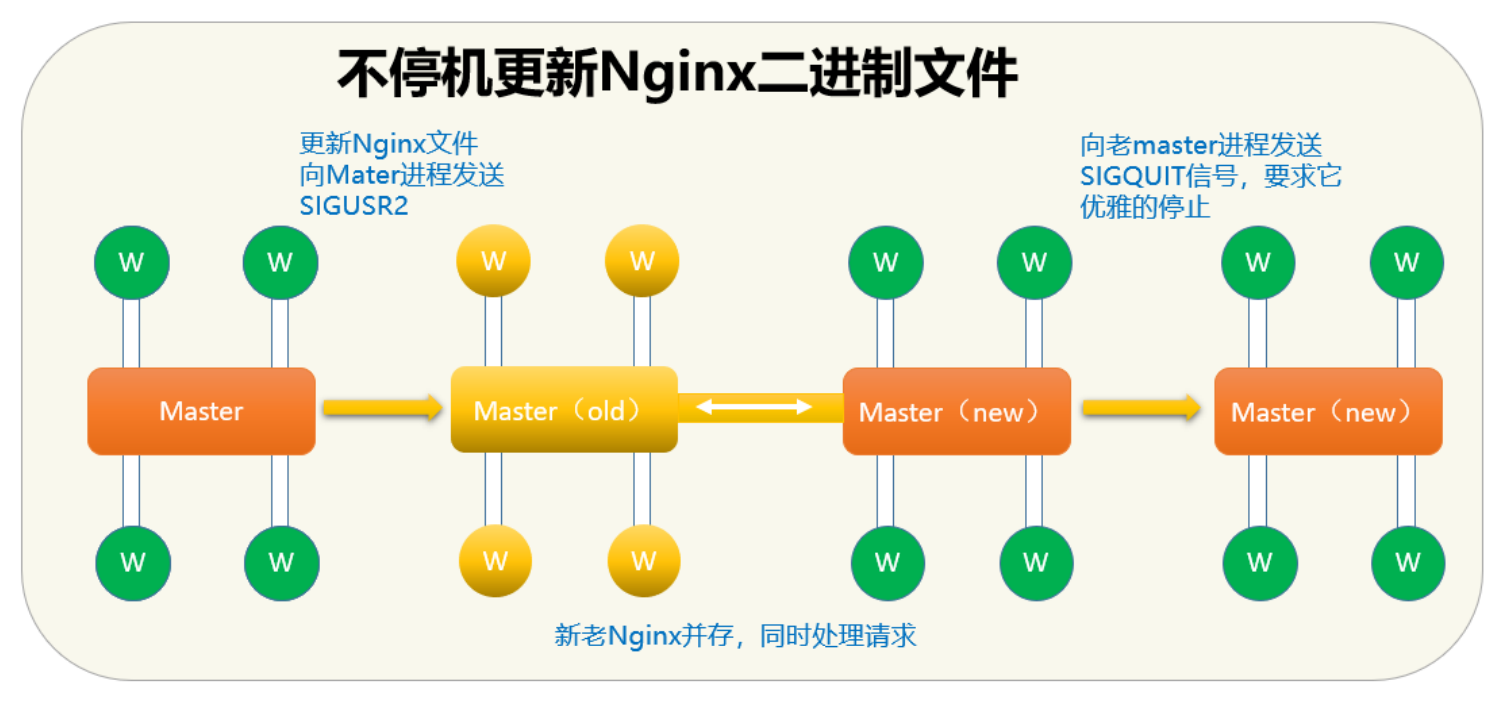 不停机更新Nginx二进制文件
更新Nginx文件
向Mater进程发送
SIGUSR2
向老master进程发送
SIGQUIT信号，要求它
优雅的停止
W W W W W W W W
Master Master（old） Master（new） Master（new）
W W W W W W W W
新老Nginx并存，同时处理请求